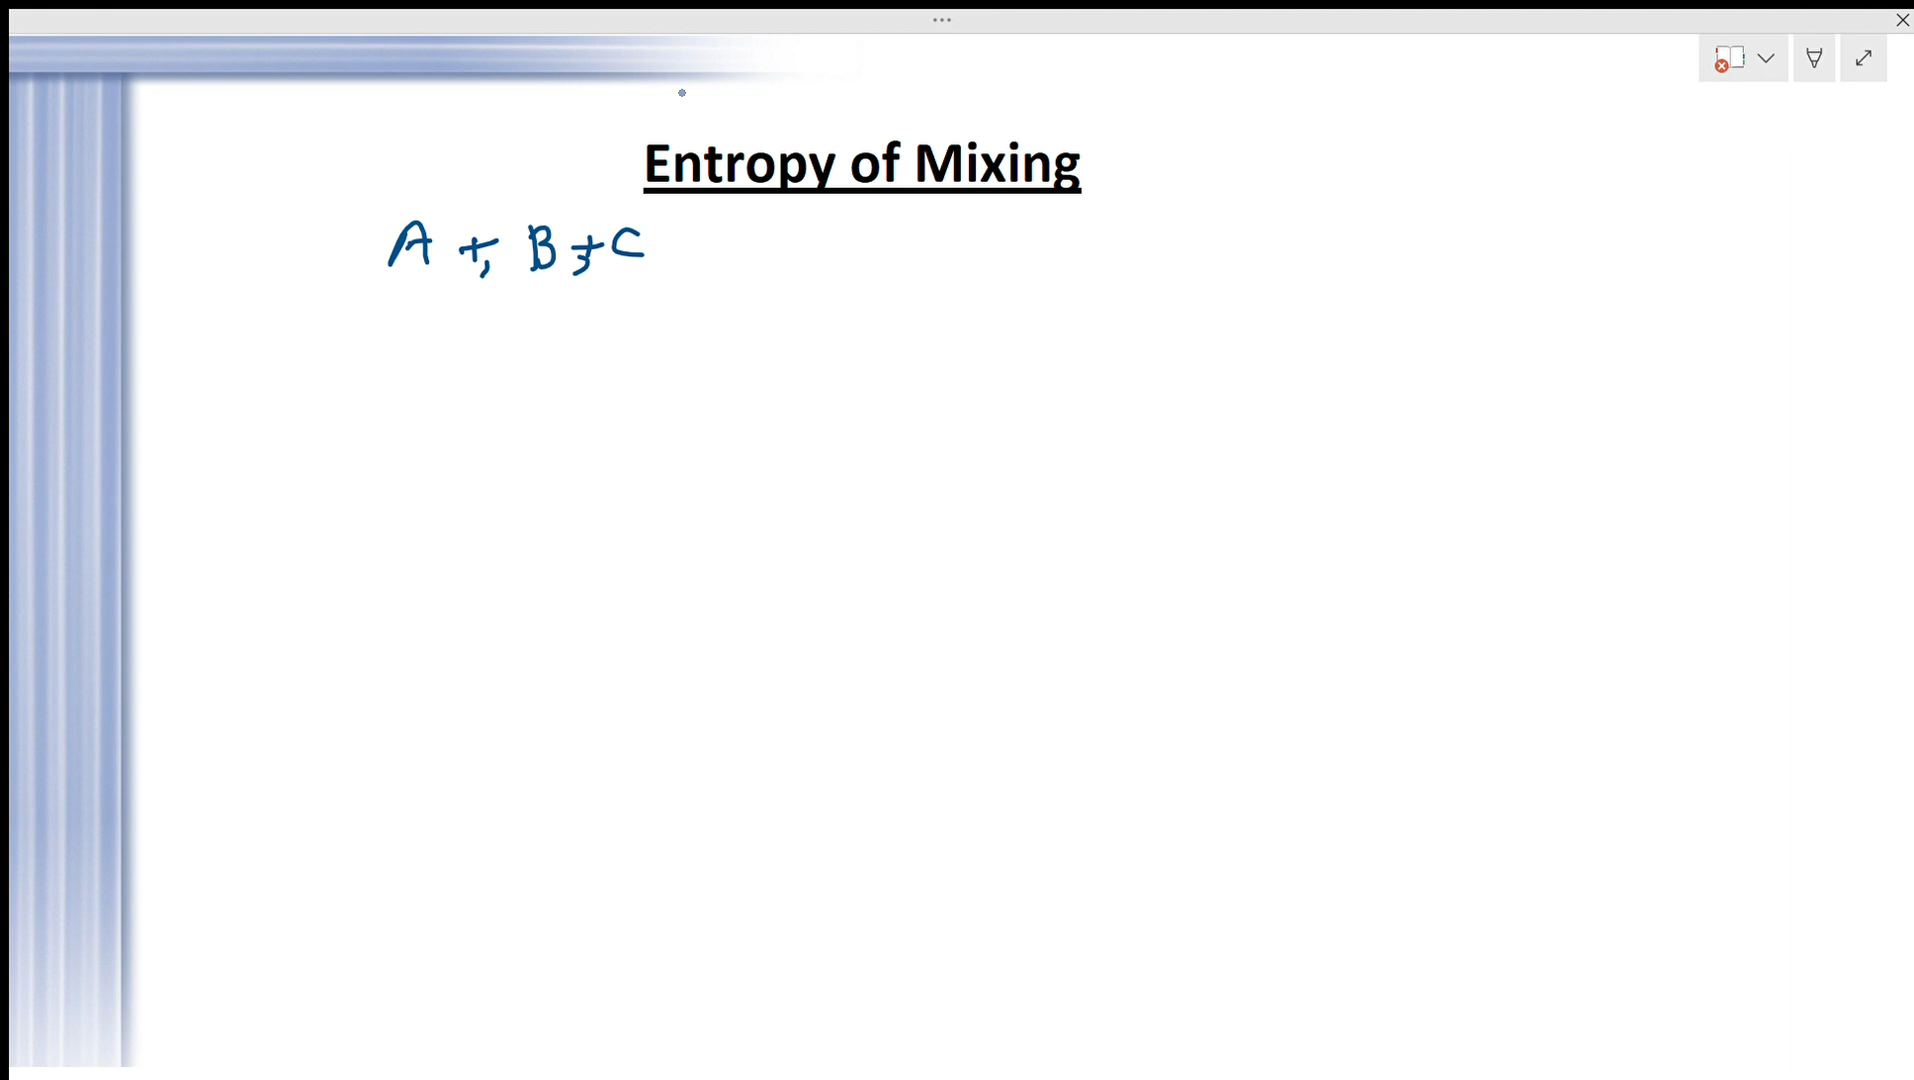 Entropy of Mixing
A +, B +, C